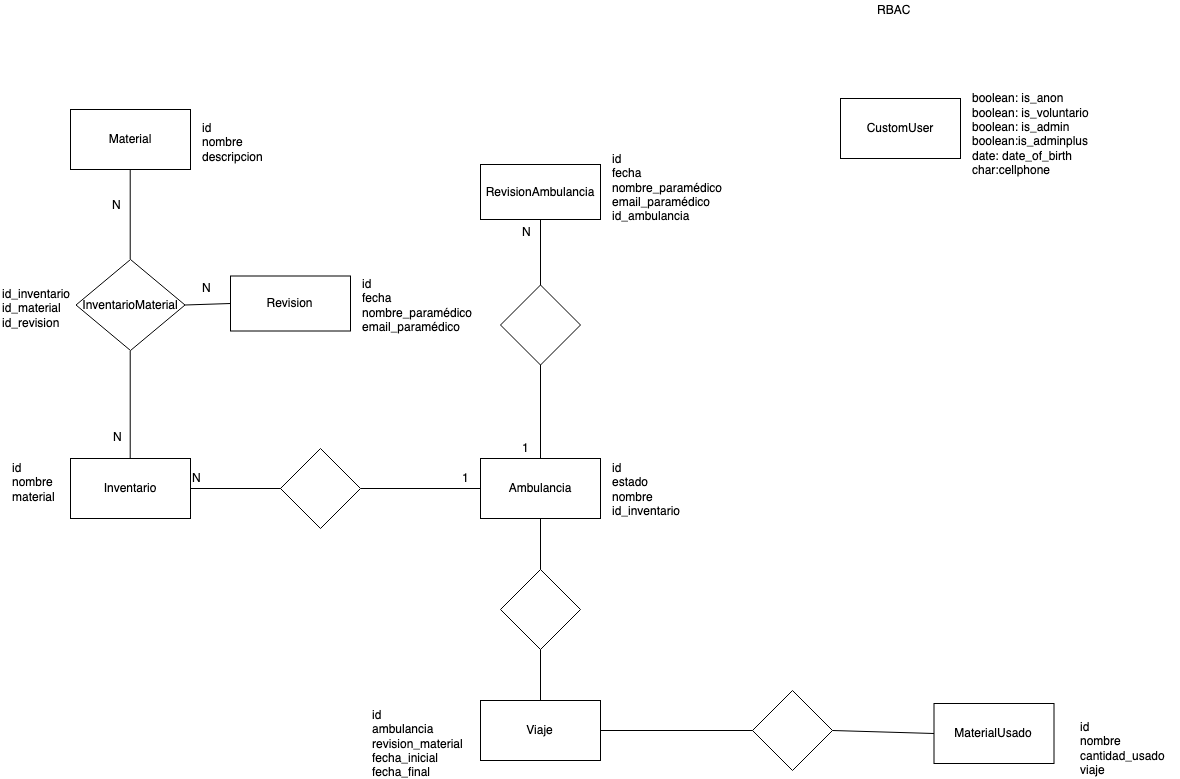 RBAC
Material
id
nombre
descripcion
CustomUser
boolean: is_anon
boolean: is_voluntario
boolean: is_admin
boolean:is_adminplus
date: date_of_birth
char:cellphone
RevisionAmbulancia
id
fecha
nombre_paramédico
email_paramédico
id_ambulancia
N
N
id_inventario
id_material
id_revision
InventarioMaterial
N
Revision
id
fecha
nombre_paramédico
email_paramédico
N
1
id
nombre
material
Inventario
N
1
Ambulancia
id
estado
nombre
id_inventario
id
ambulancia
revision_material
fecha_inicial
fecha_final
Viaje
MaterialUsado
id
nombre
cantidad_usado
viaje